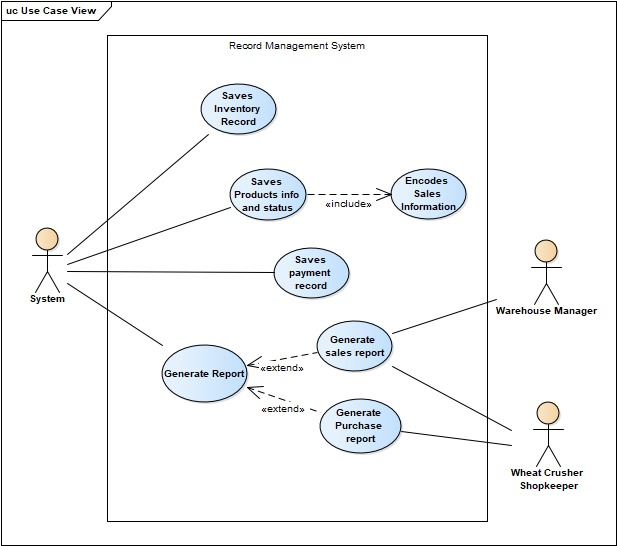 uc Use Case View
Record Management System
Saves
Inventory
Record
Saves
Products info
and status
«include»
Encodes
Sales
Information
System
Saves
payment
record
Warehouse Manager
Generate
sales report
Generate Report
«extend»
«extend»
Generate
Purchase
report
Wheat Crusher
Shopkeeper